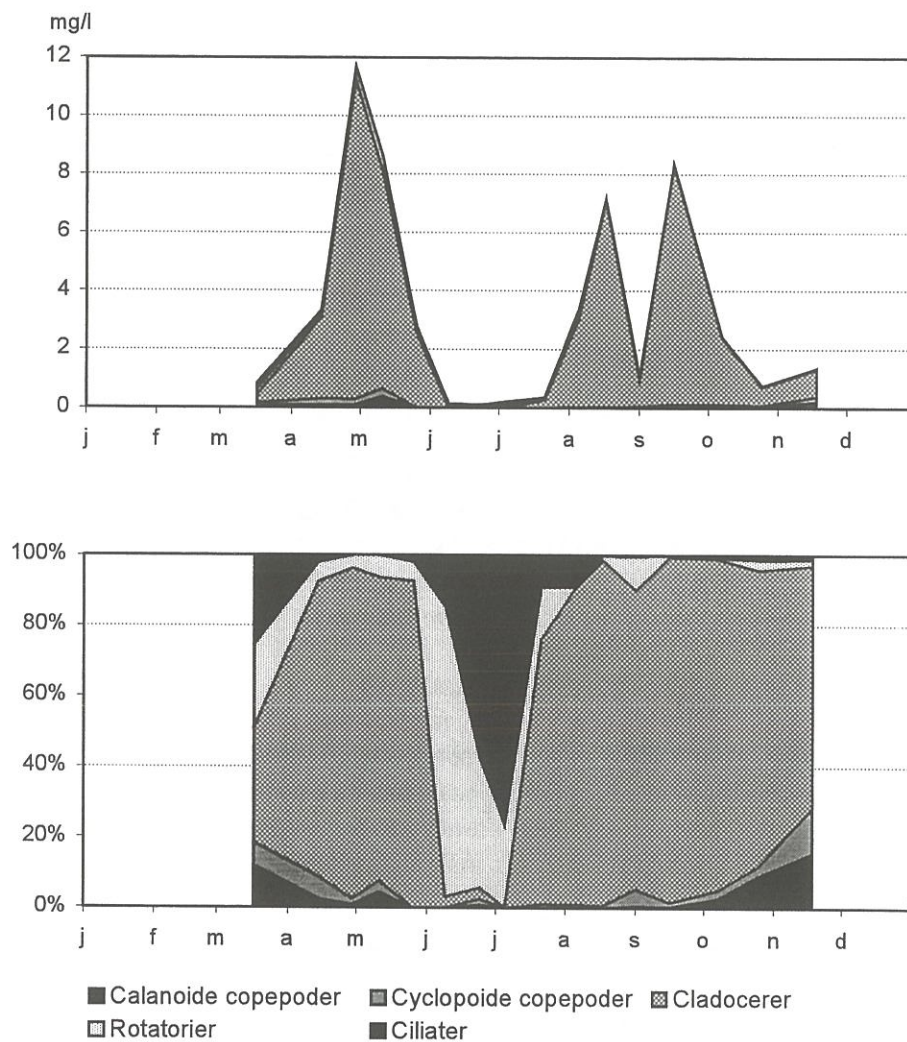 mg/l
12
10
8
6
4
2
0
j f m a m j j a s o n d
100%
80%
60%
40%
20%
0%
j f m a m j j a s o n d
Calanoide copepoder Cyclopoide copepoder Cladocerer
Rotatorier Ciliater